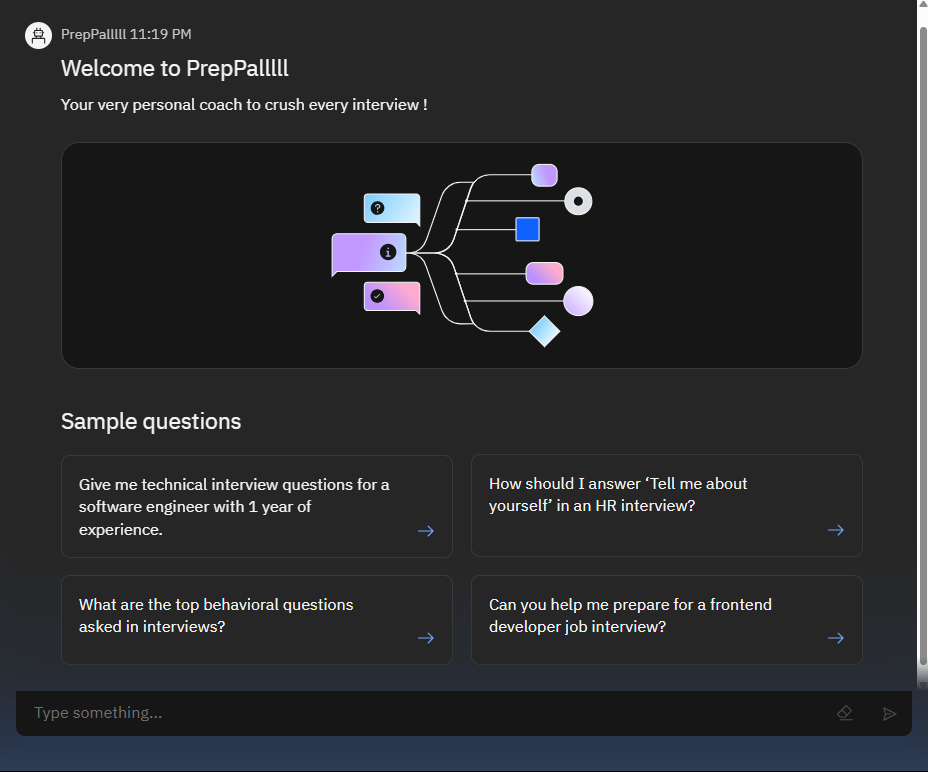 PrepPalllll 11:19 PM
Welcome to PrepPalllll
Your very personal coach to crush every interview !
?
i
Sample questions
Give me technical interview questions for a
software engineer with 1 year of
experience.
How should I answer ‘Tell me about
yourself’ in an HR interview?
What are the top behavioral questions
asked in interviews?
Can you help me prepare for a frontend
developer job interview?
Type something...